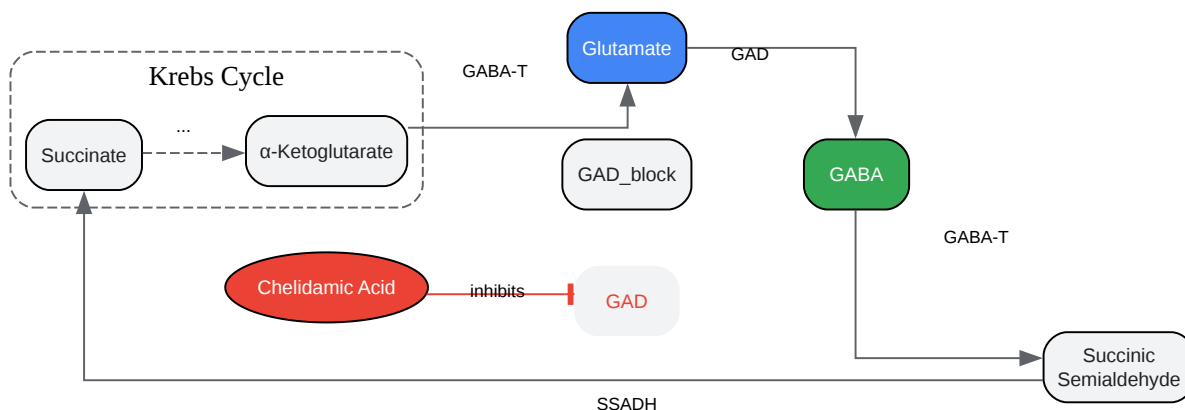 Glutamate
GAD
GABA-T
Krebs Cycle
...
Succinate
α-Ketoglutarate
GAD_block
GABA
GABA-T
Chelidamic Acid
inhibits
GAD
Succinic
Semialdehyde
SSADH